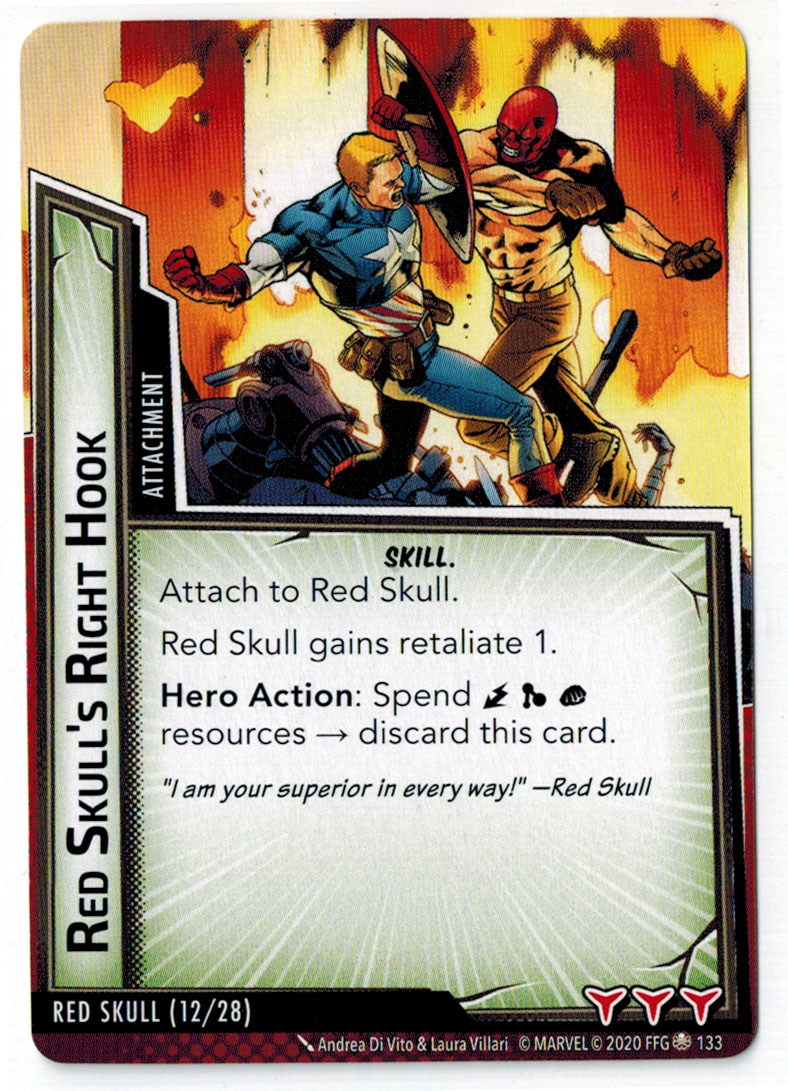 ATTACHMENT
RED SKULL'S RIGHT HOOK
SKILL.
Attach to Red Skull.
Red Skull gains retaliate 1.
Hero Action: Spend
resources → discard this card.
"I am your superior in every way!" —Red Skull
RED SKULL (12/28)
Andrea Di Vito & Laura Villari © MARVEL © 2020 FFG 133